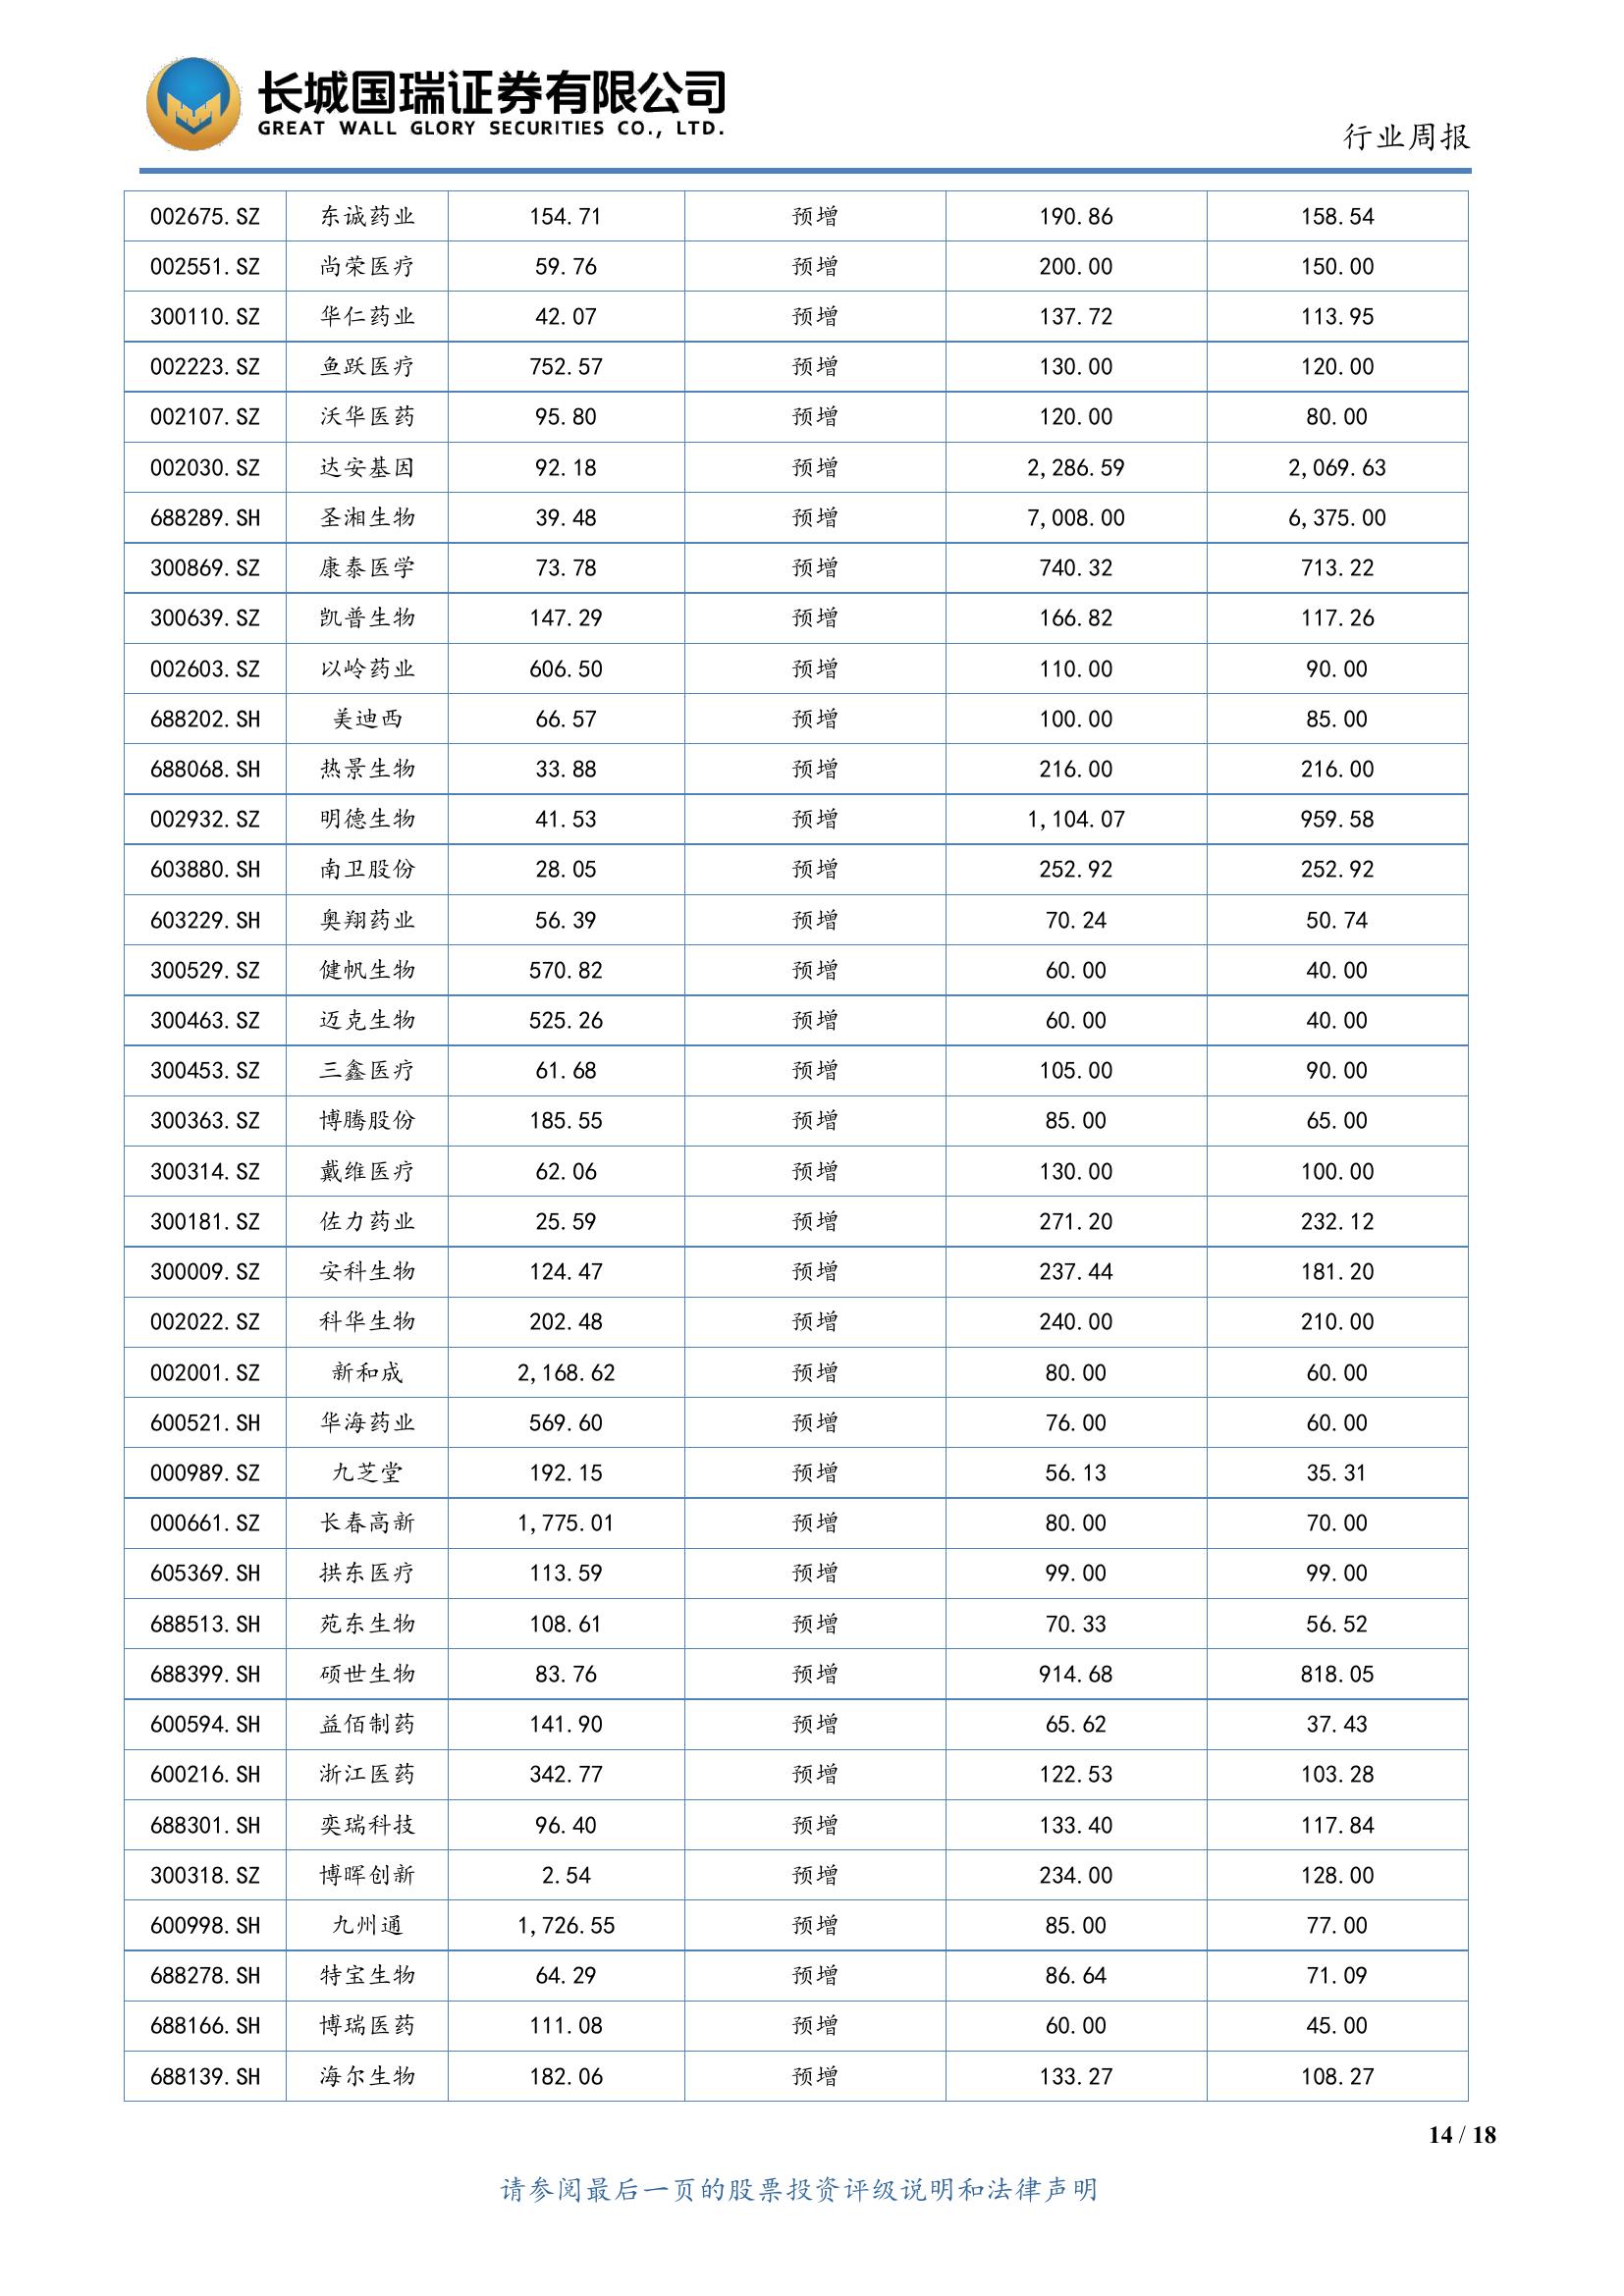 长城国瑞证券有限公司
GREAT WALL GLORY SECURITIES CO., LTD.
行业周报
002675.SZ 东诚药业 154.71 预增 190.86 158.54
002551.SZ 尚荣医疗 59.76 预增 200.00 150.00
300110.SZ 华仁药业 42.07 预增 137.72 113.95
002223.SZ 鱼跃医疗 752.57 预增 130.00 120.00
002107.SZ 沃华医药 95.80 预增 120.00 80.00
002030.SZ 达安基因 92.18 预增 2,286.59 2,069.63
688289.SH 圣湘生物 39.48 预增 7,008.00 6,375.00
300869.SZ 康泰医学 73.78 预增 740.32 713.22
300639.SZ 凯普生物 147.29 预增 166.82 117.26
002603.SZ 以岭药业 606.50 预增 110.00 90.00
688202.SH 美迪西 66.57 预增 100.00 85.00
688068.SH 热景生物 33.88 预增 216.00 216.00
002932.SZ 明德生物 41.53 预增 1,104.07 959.58
603880.SH 南卫股份 28.05 预增 252.92 252.92
603229.SH 奥翔药业 56.39 预增 70.24 50.74
300529.SZ 健帆生物 570.82 预增 60.00 40.00
300463.SZ 迈克生物 525.26 预增 60.00 40.00
300453.SZ 三鑫医疗 61.68 预增 105.00 90.00
300363.SZ 博腾股份 185.55 预增 85.00 65.00
300314.SZ 戴维医疗 62.06 预增 130.00 100.00
300181.SZ 佐力药业 25.59 预增 271.20 232.12
300009.SZ 安科生物 124.47 预增 237.44 181.20
002022.SZ 科华生物 202.48 预增 240.00 210.00
002001.SZ 新和成 2,168.62 预增 80.00 60.00
600521.SH 华海药业 569.60 预增 76.00 60.00
000989.SZ 九芝堂 192.15 预增 56.13 35.31
000661.SZ 长春高新 1,775.01 预增 80.00 70.00
605369.SH 拱东医疗 113.59 预增 99.00 99.00
688513.SH 苑东生物 108.61 预增 70.33 56.52
688399.SH 硕世生物 83.76 预增 914.68 818.05
600594.SH 益佰制药 141.90 预增 65.62 37.43
600216.SH 浙江医药 342.77 预增 122.53 103.28
688301.SH 奕瑞科技 96.40 预增 133.40 117.84
300318.SZ 博晖创新 2.54 预增 234.00 128.00
600998.SH 九州通 1,726.55 预增 85.00 77.00
688278.SH 特宝生物 64.29 预增 86.64 71.09
688166.SH 博瑞医药 111.08 预增 60.00 45.00
688139.SH 海尔生物 182.06 预增 133.27 108.27
14 / 18
请参阅最后一页的股票投资评级说明和法律声明